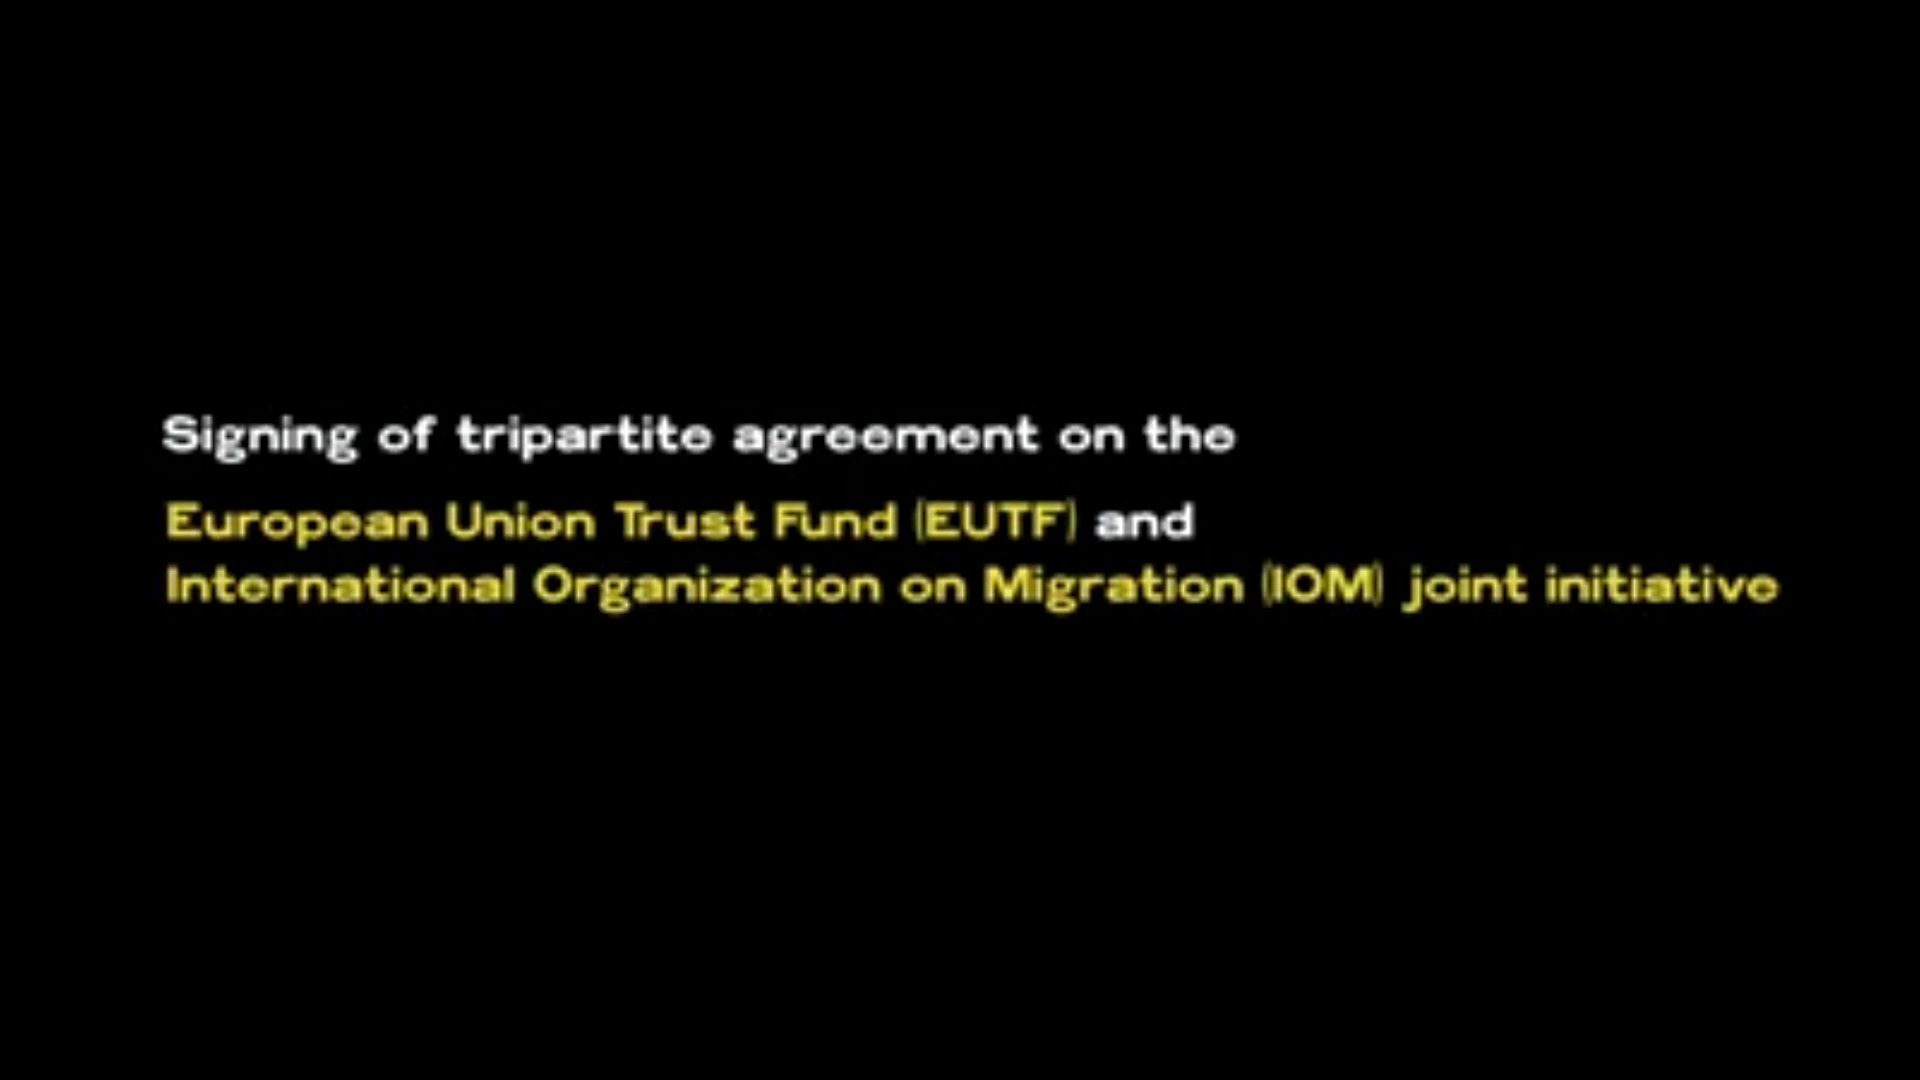 Signing of tripartite agreement on the
European Union Trust Fund (EUTF) and
International Organization on Migration (IOM) joint initiative